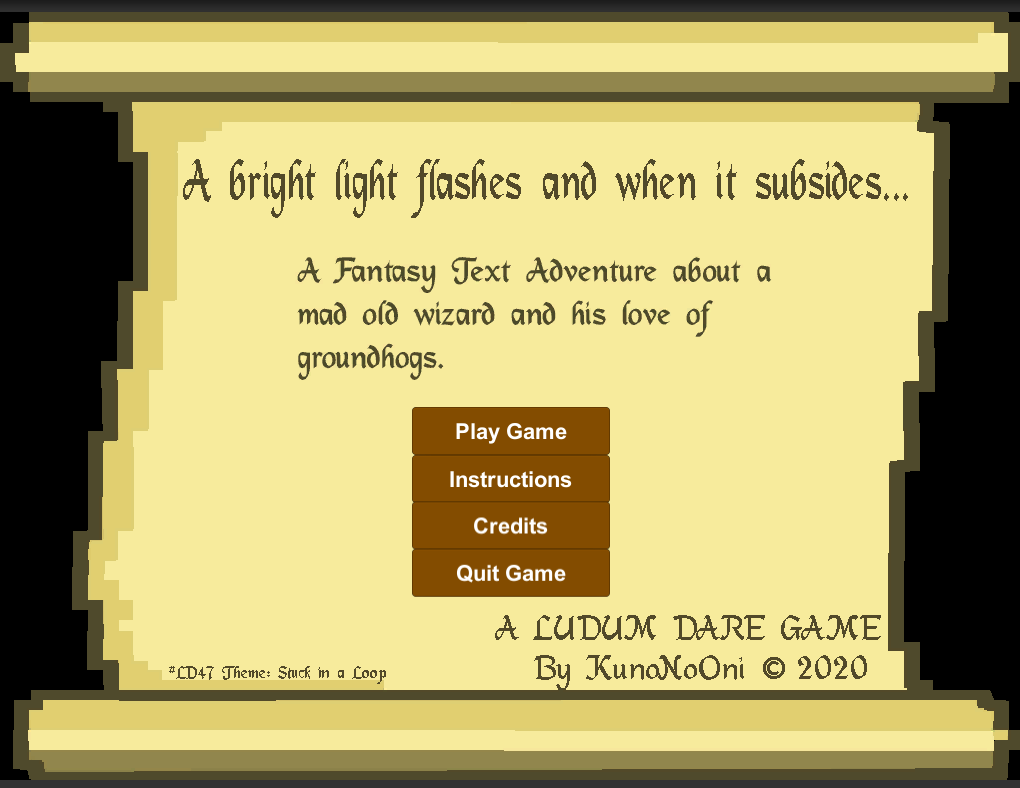 A bright light flashes and when it subsides...
A Fantasy Text Adventure about a
mad old wizard and his love of
groundhogs.
Play Game
Instructions
Credits
Quit Game
A LUDUM DARE GAME
By KunoNoOni © 2020
#LD47 Theme: Stuck in a Loop